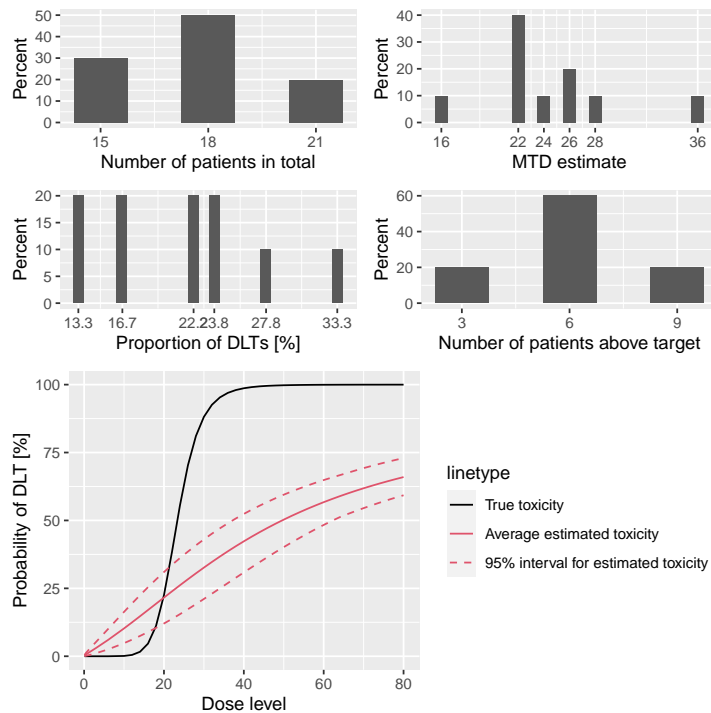 50
40
30
20
10
0
Percent
15 18 21
Number of patients in total
40
30
20
10
0
Percent
16 22 24 26 28 36
MTD estimate
20
15
10
5
0
Percent
13.3 16.7 22.2 23.8 27.8 33.3
Proportion of DLTs [%]
60
40
20
0
Percent
3 6 9
Number of patients above target
100
75
50
25
0
Probability of DLT [%]
0 20 40 60 80
Dose level
linetype
True toxicity
Average estimated toxicity
95% interval for estimated toxicity